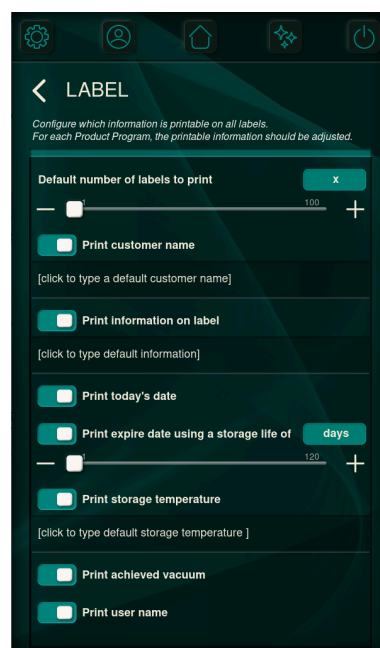 LABEL
Configure which information is printable on all labels.
For each Product Program, the printable information should be adjusted.
Default number of labels to print x
1 100
Print customer name
[click to type a default customer name]
Print information on label
[click to type default information]
Print today's date
Print expire date using a storage life of days
1 120
Print storage temperature
[click to type default storage temperature ]
Print achieved vacuum
Print user name